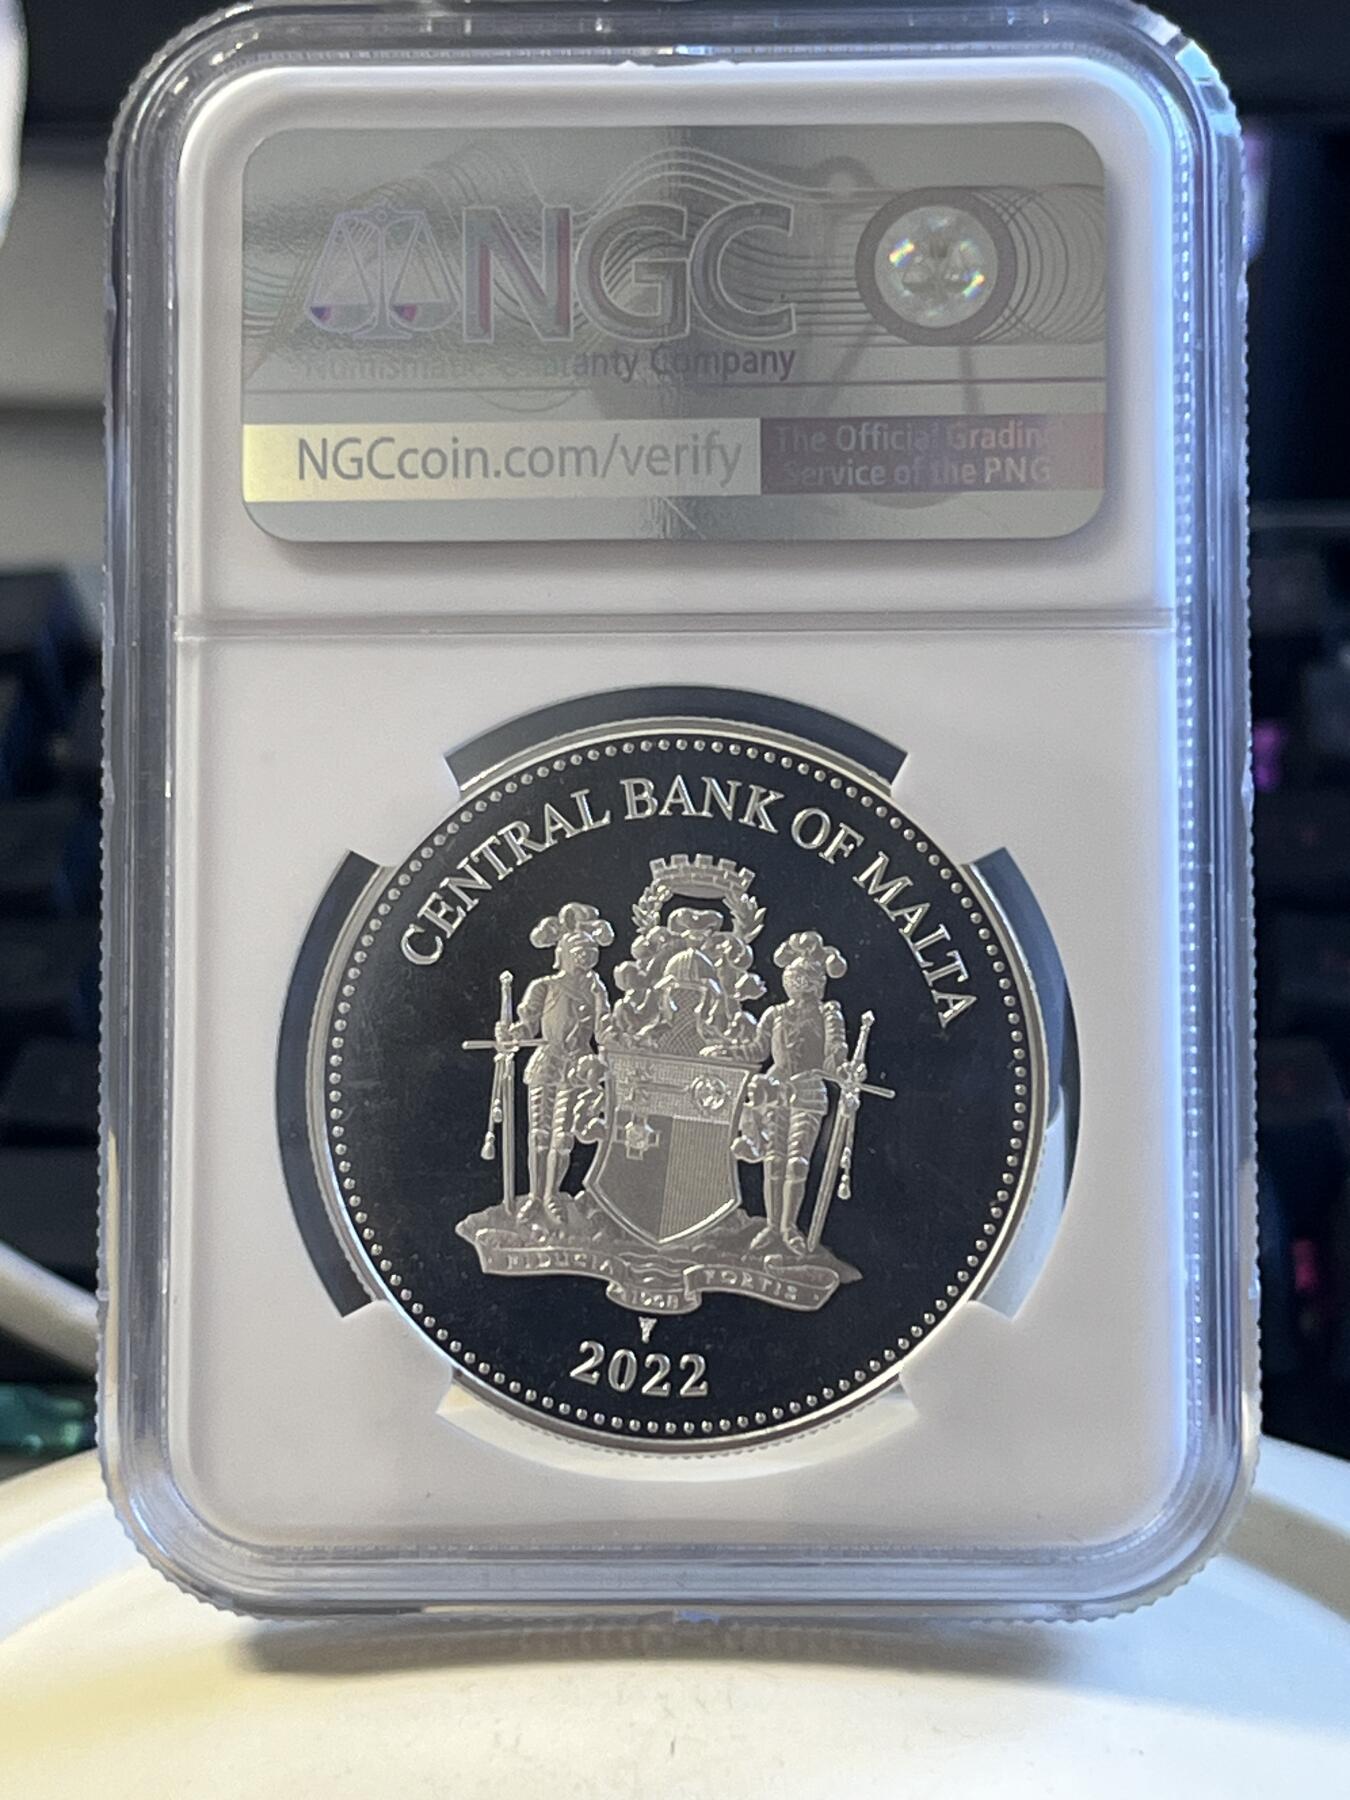 NGC
Numismatic Guaranty Company
NGCcoin.com/verify
The Official Grading
Service of the PNG
CENTRAL BANK OF MALTA
FIDUCIA FORTIS
1968
2022